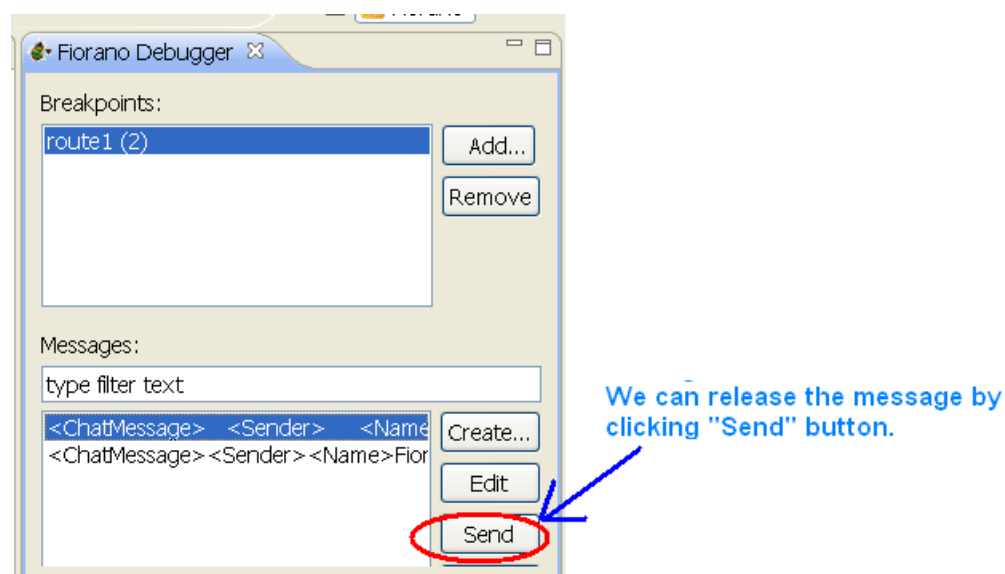 Fiorano Debugger
Breakpoints:
route1 (2)
Add...
Remove
Messages:
type filter text
<ChatMessage> <Sender> <Name
Create...
<ChatMessage><Sender><Name>Fior
Edit
Send
We can release the message by
clicking "Send" button.